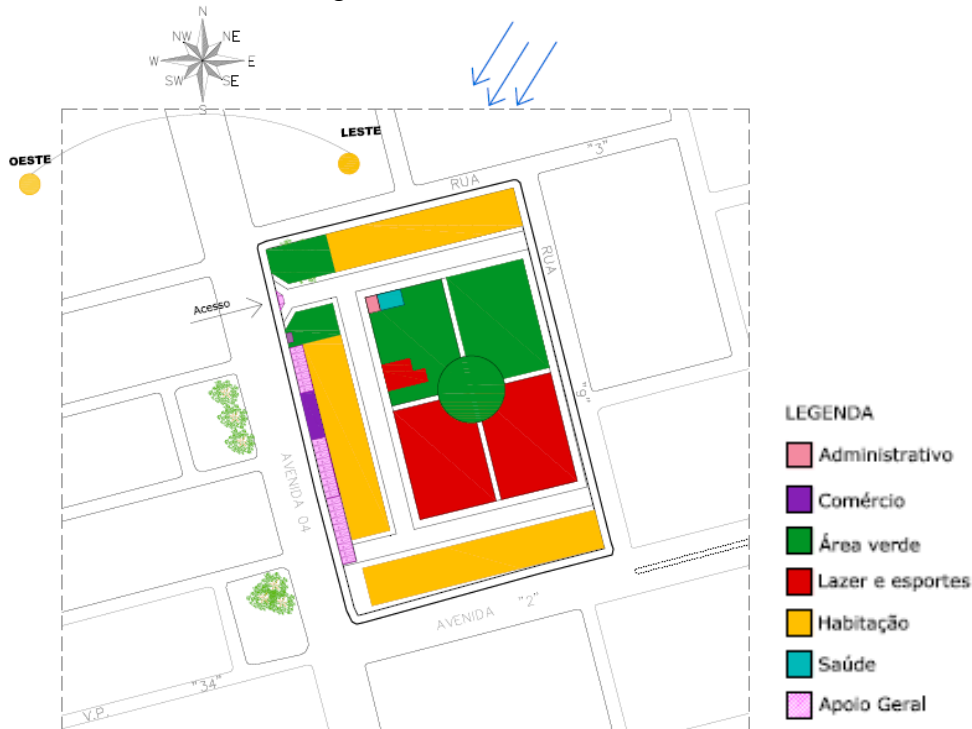 N
NW
NE
W
E
SW
SE
S
OESTE
LESTE
RUA
"3"
RUA
"9"
Acesso
AVENIDA 04
AVENIDA "2"
V.P. "34"
LEGENDA
Administrativo
Comércio
Área verde
Lazer e esportes
Habitação
Saúde
Apoio Geral